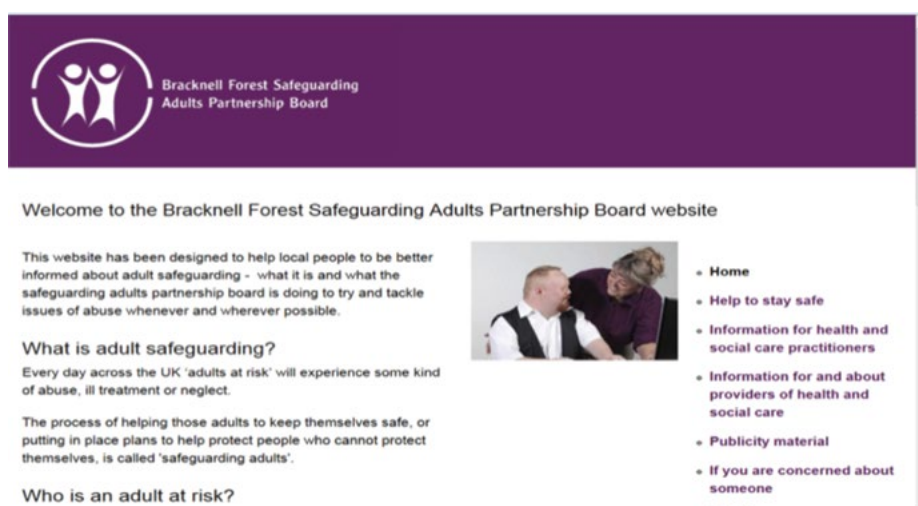 Bracknell Forest Safeguarding
Adults Partnership Board
Welcome to the Bracknell Forest Safeguarding Adults Partnership Board website
This website has been designed to help local people to be better
informed about adult safeguarding - what it is and what the
safeguarding adults partnership board is doing to try and tackle
issues of abuse whenever and wherever possible.
What is adult safeguarding?
Every day across the UK 'adults at risk' will experience some kind
of abuse, ill treatment or neglect.
The process of helping those adults to keep themselves safe, or
putting in place plans to help protect people who cannot protect
themselves, is called 'safeguarding adults'.
Who is an adult at risk?
Home
Help to stay safe
Information for health and
social care practitioners
Information for and about
providers of health and
social care
Publicity material
If you are concerned about
someone